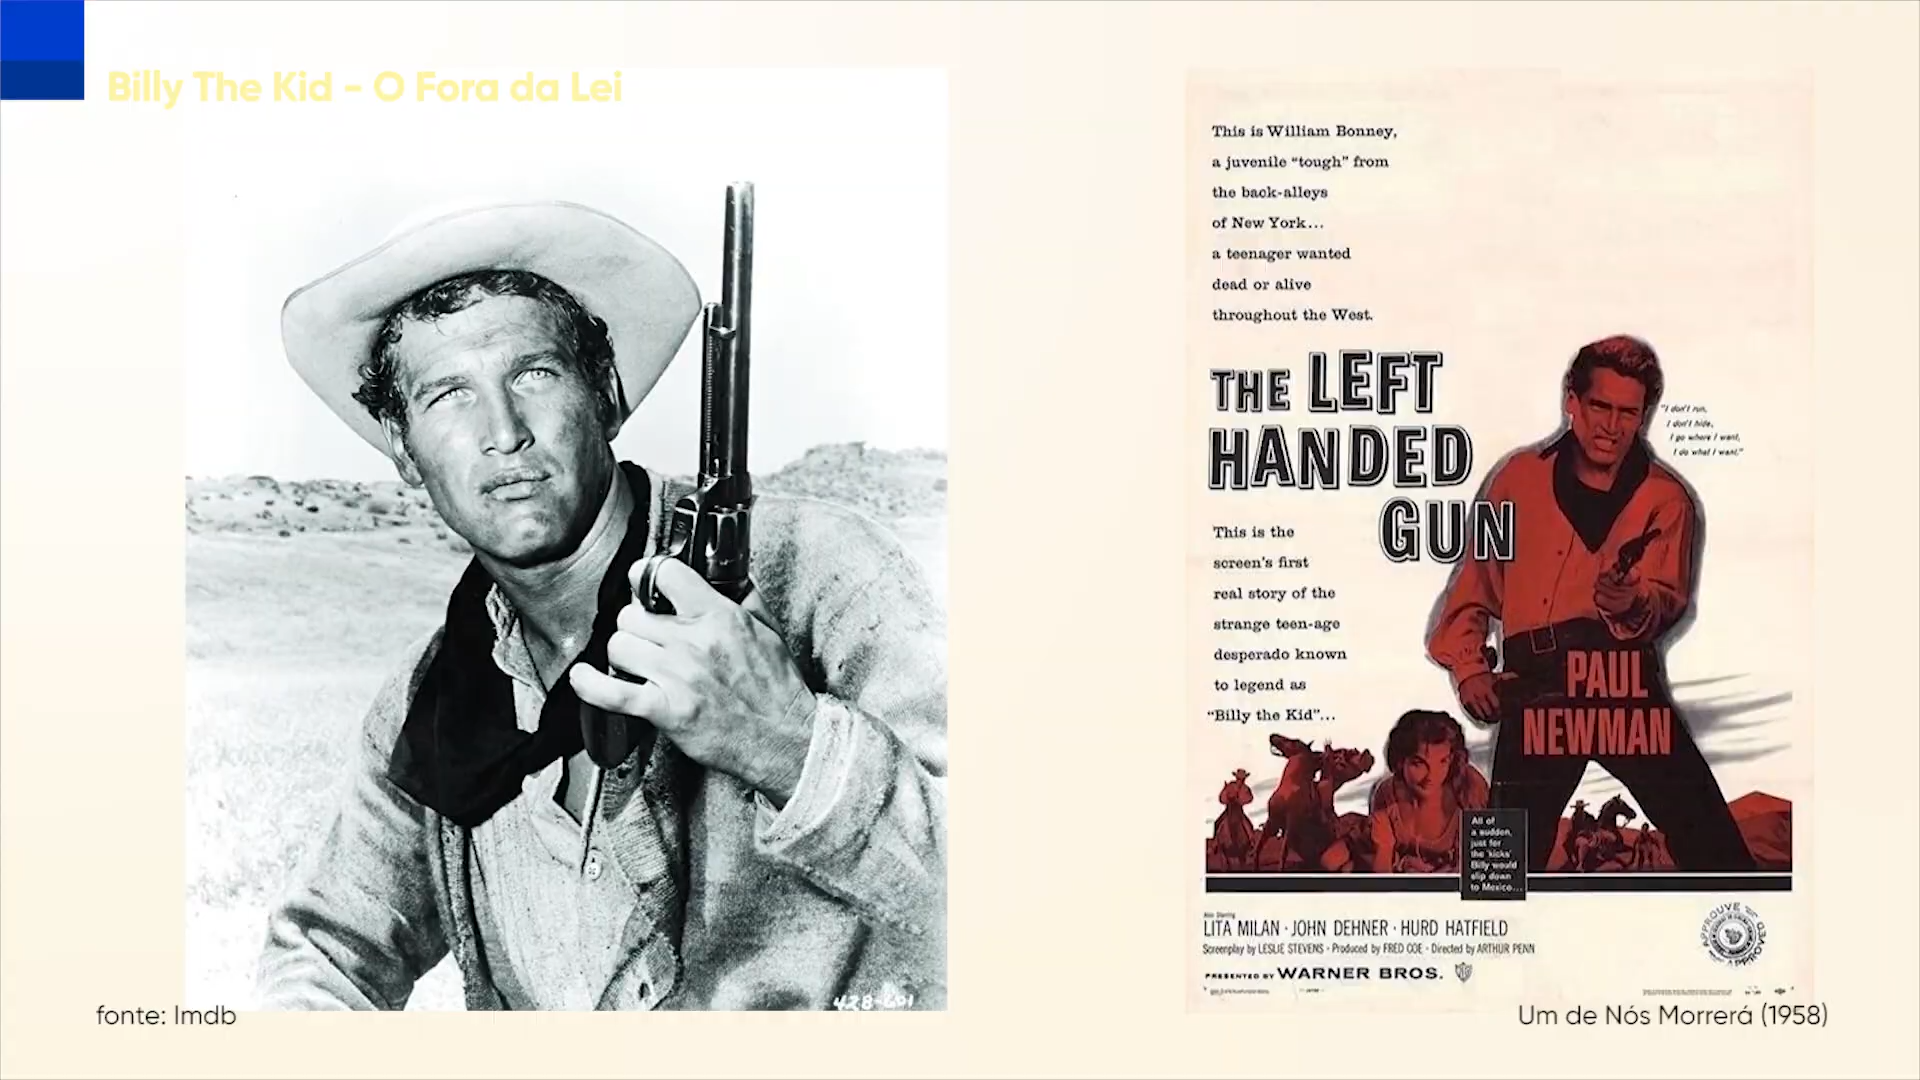 Billy The Kid - O Fora da Lei
This is William Bonney,
a juvenile “tough” from
the back-alleys
of New York...
a teenager wanted
dead or alive
throughout the West.
THE LEFT
HANDED
GUN
"I don't run,
I don't hide,
I go where I want,
I do what I want."
This is the
screen's first
real story of the
strange teen-age
desperado known
to legend as
“Billy the Kid”...
PAUL
NEWMAN
All of
a sudden,
just for
the 'kicks'
Billy would
slip down
to Mexico...
Also Starring
LITA MILAN · JOHN DEHNER · HURD HATFIELD
Screenplay by LESLIE STEVENS · Produced by FRED COE · Directed by ARTHUR PENN
PRESENTED BY WARNER BROS.
APPROUVE
APPROVED
428-601
fonte: Imdb
Um de Nós Morrerá (1958)